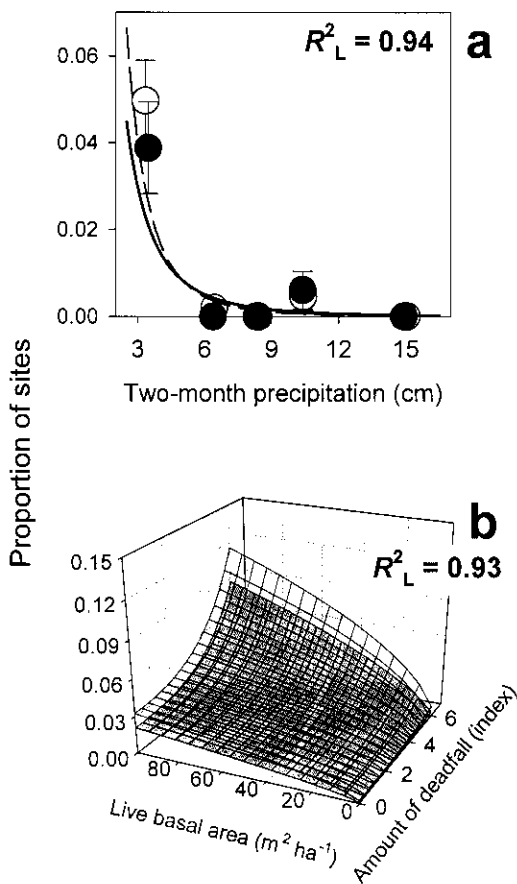 0.06
0.04
0.02
0.00
R²L = 0.94
a
3 6 9 12 15
Two-month precipitation (cm)
Proportion of sites
b
R²L = 0.93
0.15
0.12
0.09
0.06
0.03
0.00
80 60 40 20 0
0 2 4 6
Live basal area (m² ha⁻¹)
Amount of deadfall (index)